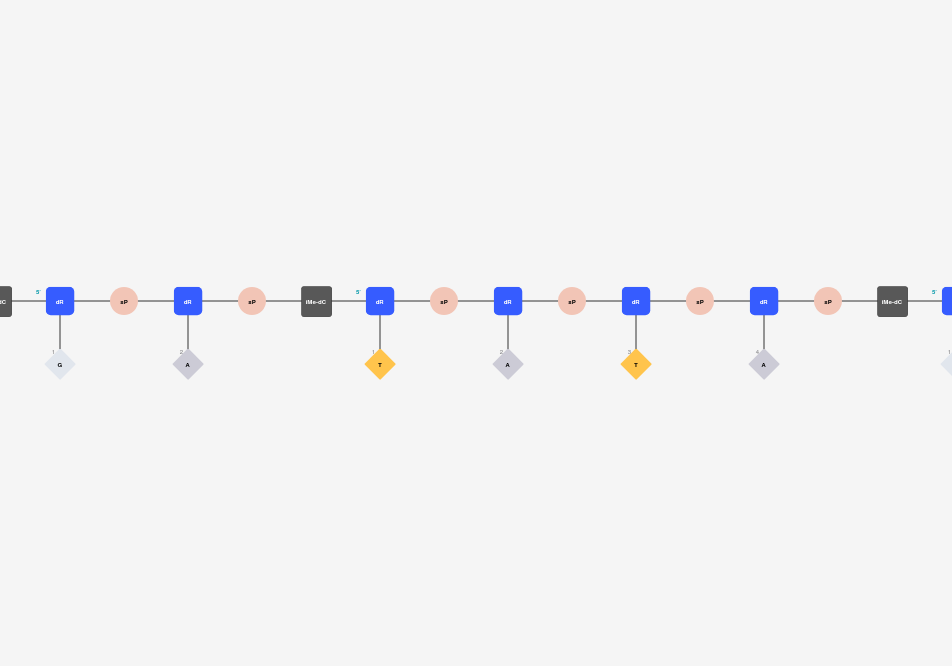 5' 5' 5'
dC dR sP dR sP iMe-dC dR sP dR sP dR sP dR sP iMe-dC
1 2 1 2 3 4 1
G A T A T A